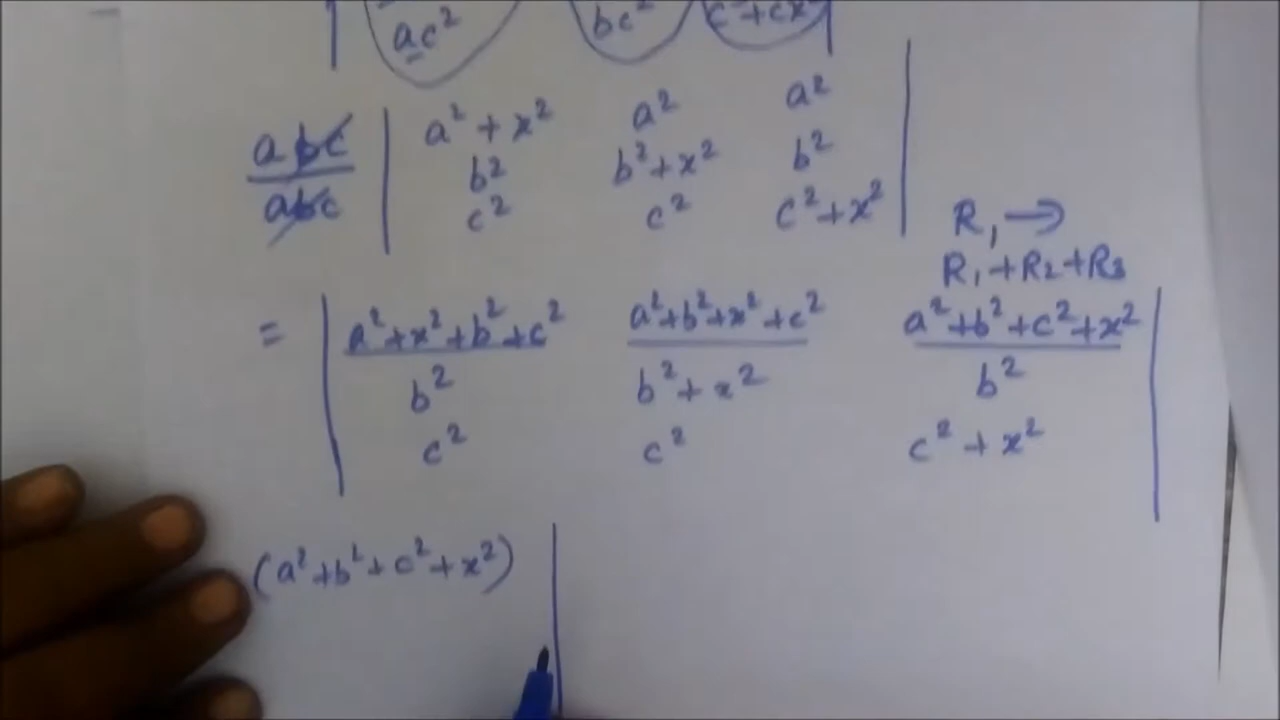 ac² bc² c²+cx²
abc/abc | a²+x² a² a² |
b² b²+x² b²
c² c² c²+x²
R₁ →
R₁+R₂+R₃
= | a²+x²+b²+c² a²+b²+x²+c² a²+b²+c²+x² |
b² b²+x² b²
c² c² c²+x²
(a²+b²+c²+x²) |